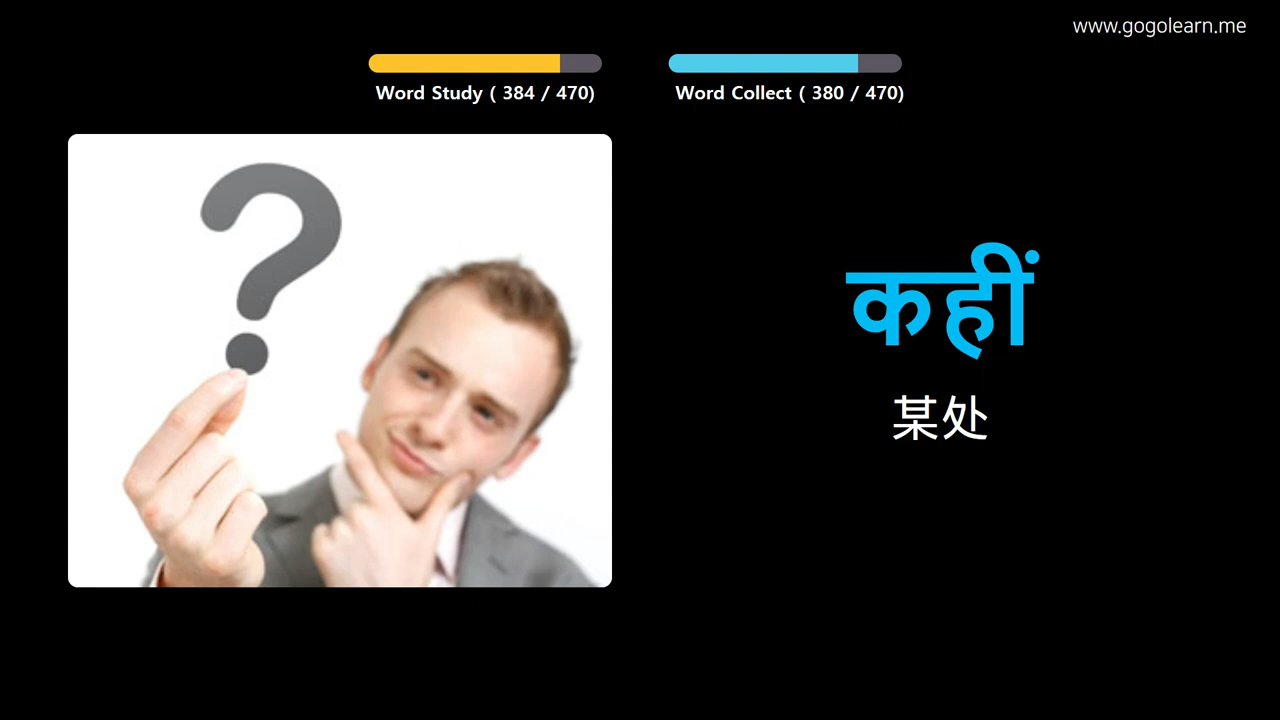 www.gogolearn.me
Word Study ( 384 / 470)
Word Collect ( 380 / 470)
?
कहीं
某处